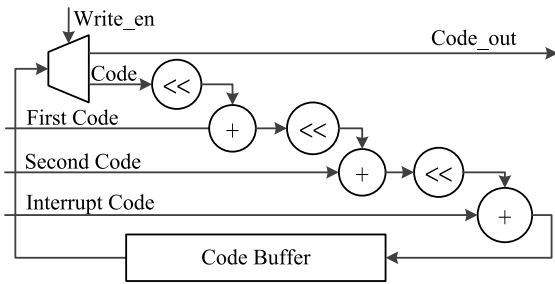 Write_en
Code_out
Code
<<
First Code
+
<<
Second Code
+
<<
Interrupt Code
+
Code Buffer